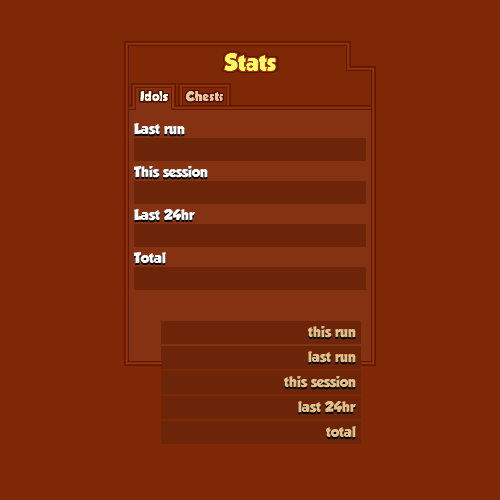 Stats
Idols Chests
Last run
This session
Last 24hr
Total
this run
last run
this session
last 24hr
total